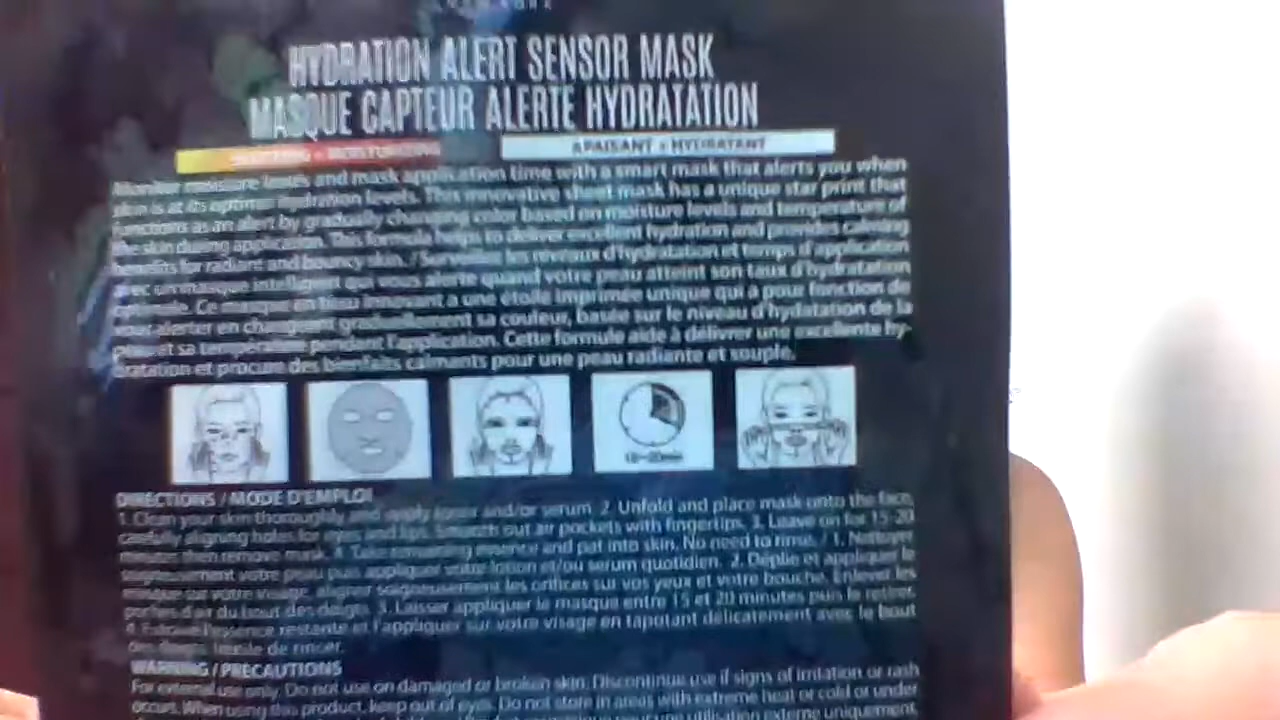 HYDRATION ALERT SENSOR MASK
MASQUE CAPTEUR ALERTE HYDRATATION
APAISANT + HYDRATANT
Monitor moisture levels and mask application time with a smart mask that alerts you when
skin is at its optimum hydration levels. This innovative sheet mask has a unique star print that
functions as an alert by gradually changing color based on moisture levels and temperature of
the skin during application. This formula helps to deliver excellent hydration and provides calming
benefits for radiant and bouncy skin. / Surveillez les niveaux d'hydratation et temps d'application
avec un masque intelligent qui vous alerte quand votre peau atteint son taux d'hydratation
optimale. Ce masque en tissu innovant a une étoile imprimée unique qui a pour fonction de
vous alerter en changeant graduellement sa couleur, basée sur le niveau d'hydatation de la
peau et sa température pendant l'application. Cette formule aide à délivrer une excellente hy-
dratation et procure des bienfaits calmants pour une peau radiante et souple.
15-20min
DIRECTIONS / MODE D'EMPLOI
1. Clean your skin thoroughly and apply toner and/or serum. 2. Unfold and place mask onto the face,
carefully aligning holes for eyes and lips. Smooth out air pockets with fingertips. 3. Leave on for 15-20
minutes then remove mask. 4. Take remaining essence and pat into skin. No need to rinse. / 1. Nettoyer
soigneusement votre peau puis appliquer votre lotion et/ou serum quotidien. 2. Déplie et appliquer le
masque sur votre visage, aligner soigneusement les orifices sur vos yeux et votre bouche. Enlever les
poches d'air du bout des doigts. 3. Laisser appliquer le masque entre 15 et 20 minutes puis le retirer.
4. l'essence restante et l'appliquer sur votre visage en tapotant délicatement avec le bout
des doigts. Inutile de rincer.
WARNING / PRECAUTIONS
For external use only. Do not use on damaged or broken skin. Discontinue use if signs of irritation or rash
occurs. When using this product, keep out of eyes. Do not store in areas with extreme heat or cold or under
pour une utilisation externe uniquement.